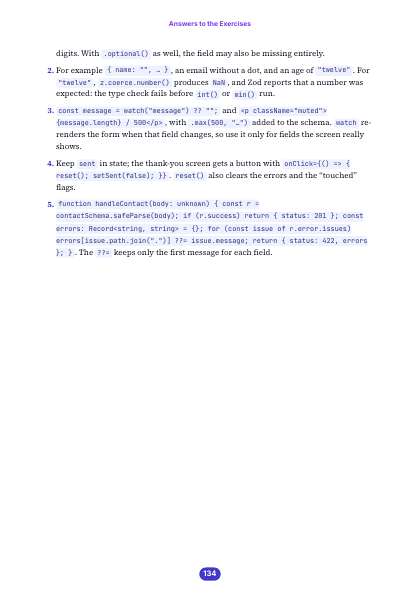 Answers to the Exercises
digits. With .optional() as well, the field may also be missing entirely.
2. For example { name: "", … }, an email without a dot, and an age of "twelve". For
"twelve", z.coerce.number() produces NaN, and Zod reports that a number was
expected: the type check fails before int() or min() run.
3. const message = watch("message") ?? ""; and <p className="muted">
{message.length} / 500</p>, with .max(500, "…") added to the schema. watch re-
renders the form when that field changes, so use it only for fields the screen really
shows.
4. Keep sent in state; the thank-you screen gets a button with onClick={() => {
reset(); setSent(false); }}. reset() also clears the errors and the “touched”
flags.
5. function handleContact(body: unknown) { const r =
contactSchema.safeParse(body); if (r.success) return { status: 201 }; const
errors: Record<string, string> = {}; for (const issue of r.error.issues)
errors[issue.path.join(".")] ??= issue.message; return { status: 422, errors
}; }. The ??= keeps only the first message for each field.
134